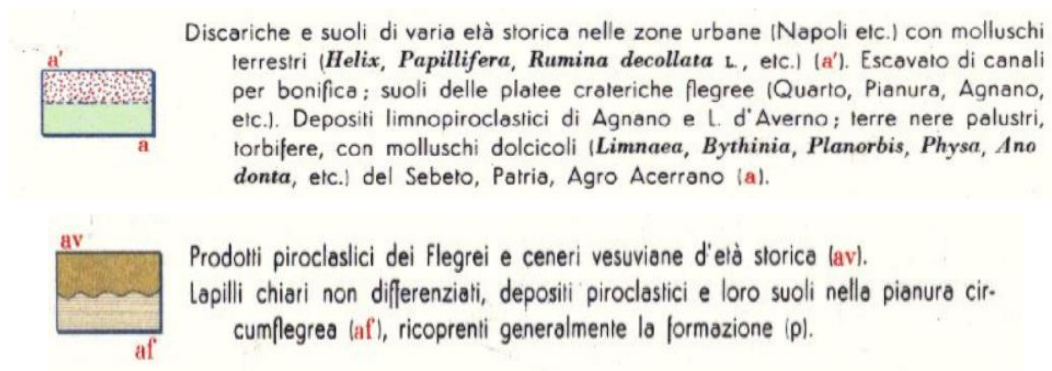 a'
a
Discariche e suoli di varia età storica nelle zone urbane (Napoli etc.) con molluschi
terrestri (Helix, Papillifera, Rumina decollata L., etc.) (a'). Escavato di canali
per bonifica; suoli delle platee crateriche flegree (Quarto, Pianura, Agnano,
etc.). Depositi limnopiroclastici di Agnano e L. d'Averno; terre nere palustri,
torbifere, con molluschi dolcicoli (Limnaea, Bythinia, Planorbis, Physa, Ano
donta, etc.) del Sebeto, Patria, Agro Acerrano (a).
av
af
Prodotti piroclastici dei Flegrei e ceneri vesuviane d'età storica (av).
Lapilli chiari non differenziati, depositi piroclastici e loro suoli nella pianura cir-
cumflegrea (af), ricoprenti generalmente la formazione (p).